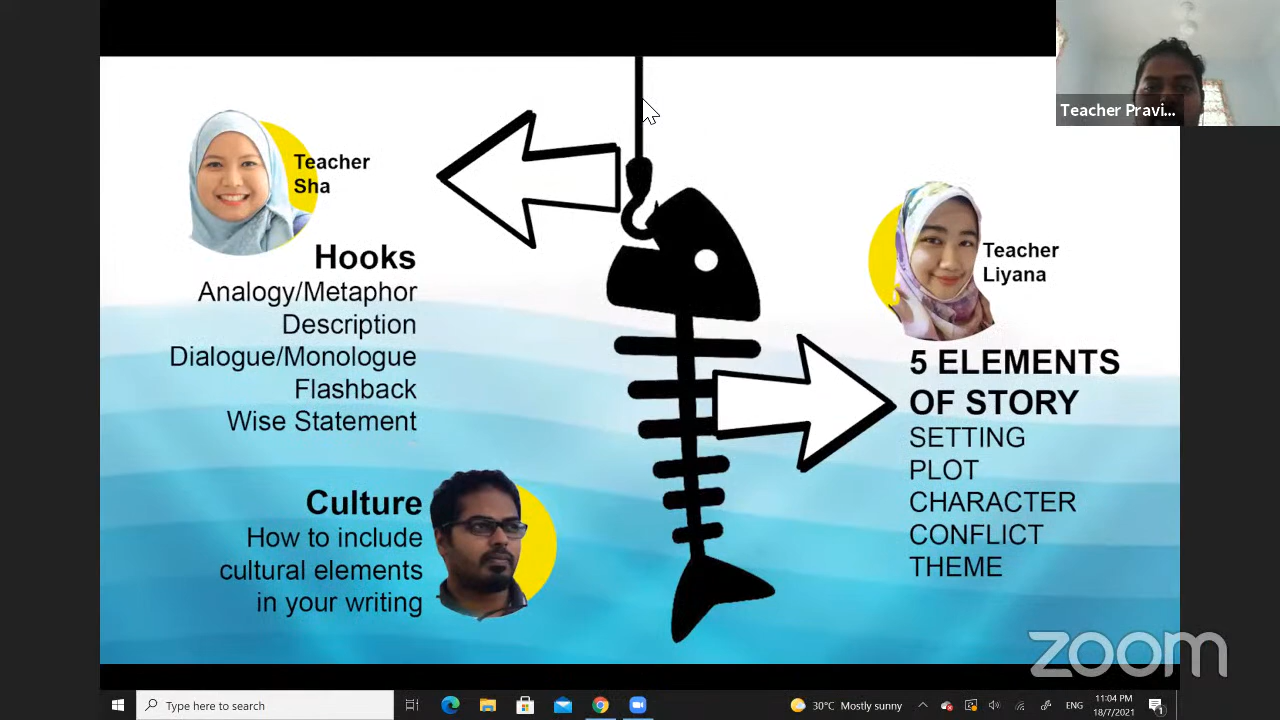 Teacher Pravi...
Teacher
Sha
Hooks
Analogy/Metaphor
Description
Dialogue/Monologue
Flashback
Wise Statement
Culture
How to include
cultural elements
in your writing
Teacher
Liyana
5 ELEMENTS
OF STORY
SETTING
PLOT
CHARACTER
CONFLICT
THEME
zoom
Type here to search
30°C Mostly sunny
ENG
11:04 PM
18/7/2021
1